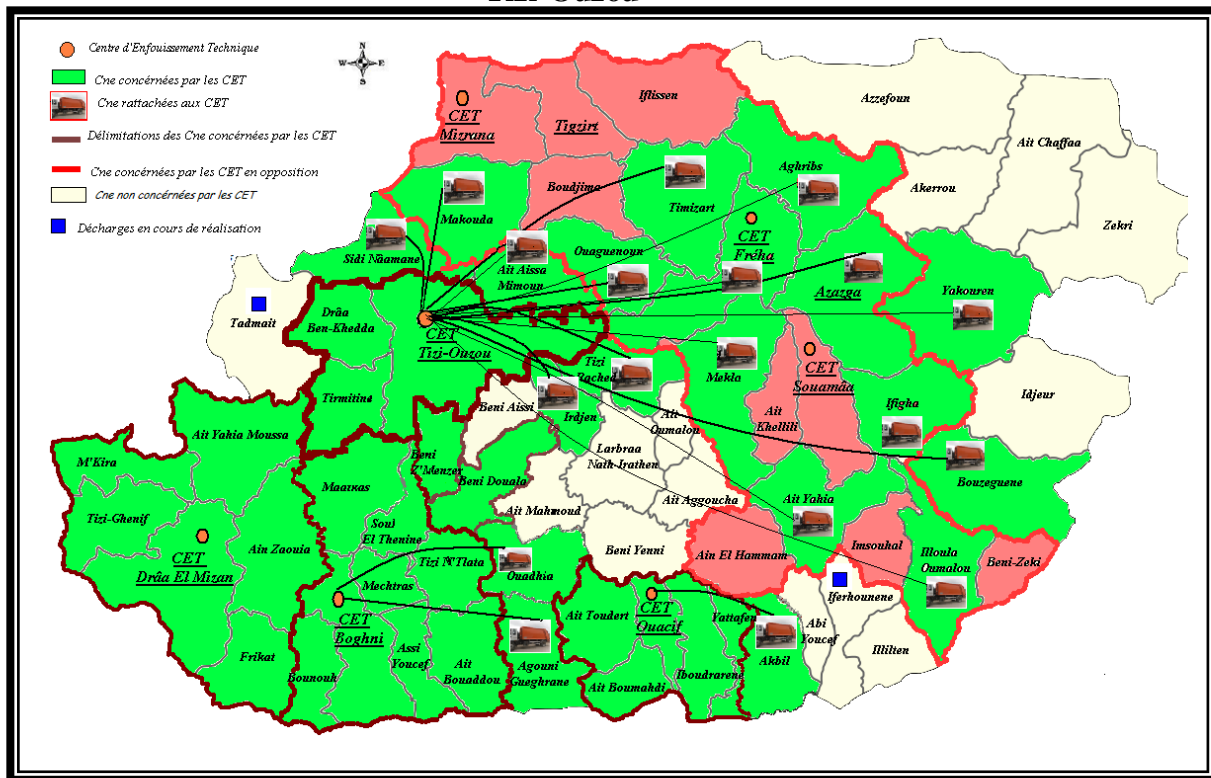 Tizi-Ouzou
N
W
E
S
Centre d'Enfouissement Technique
Cne concérnées par les CET
Cne rattachées aux CET
Délimitations des Cne concérnées par les CET
Cne concérnées par les CET en opposition
Cne non concérnées par les CET
Décharges en cours de réalisation
CET
Mizrana
Tigzirt
Iflissen
Azzefoun
Ait Chaffaa
Aghribs
Akerrou
Zekri
Boudjima
Timizart
Makouda
CET
Fréha
Sidi Nâamane
Ouaguenoun
Ait Aissa
Mimoun
Azazga
Yakouren
Tadmait
Drâa
Ben-Khedda
CET
Tizi-Ouzou
Tizi
Rached
Mekla
CET
Souamâa
Idjeur
Tirmitine
Beni Aissi
Irdjen
Ait
Oumalou
Ait
Khellili
Ifigha
Ait Yahia Moussa
Larbraa
Naith-Irathen
M'Kira
Beni
Z'Menzer
Beni Douala
Bouzeguene
Maatkas
Ait Aggoucha
Ait Yahia
Tizi-Ghenif
Ait Mahmoud
Souk
El Thenine
Ain Zaouia
Ain El Hammam
Imsouhal
Illoula
Oumalou
Beni-Zeki
CET
Drâa El Mizan
Beni Yenni
Tizi N'Tlata
Ouadhia
Mechtras
Iferhounene
CET
Boghni
Ait Toudert
CET
Ouacif
Yattafen
Abi
Youcef
Illilten
Frikat
Assi
Youcef
Ait
Bouaddou
Agouni
Gueghrane
Akbil
Bounouh
Ait Boumahdi
Iboudrarene